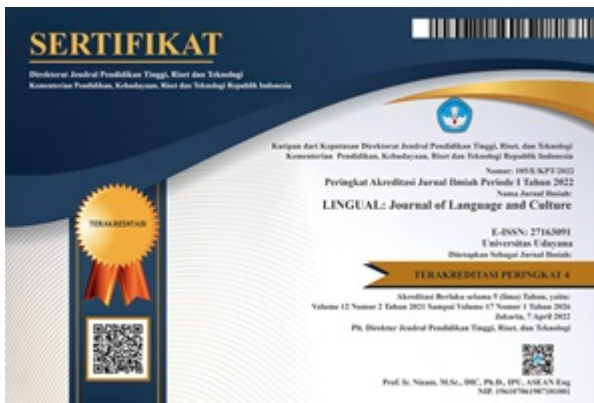 SERTIFIKAT
Direktorat Jendral Pendidikan Tinggi, Riset dan Teknologi
Kementerian Pendidikan, Kebudayaan, Riset dan Teknologi Republik Indonesia
Kutipan dari Keputusan Direktorat Jendral Pendidikan Tinggi, Riset, dan Teknologi
Kementerian Pendidikan, Kebudayaan, Riset dan Teknologi Republik Indonesia
Nomor: 105/E/KPT/2022
Peringkat Akreditasi Jurnal Ilmiah Periode I Tahun 2022
Nama Jurnal Ilmiah:
LINGUAL: Journal of Language and Culture
E-ISSN: 27163091
Universitas Udayana
Ditetapkan Sebagai Jurnal Ilmiah:
TERAKREDITASI PERINGKAT 4
TERAKREDITASI
Akreditasi Berlaku selama 5 (lima) Tahun, yaitu:
Volume 12 Nomor 2 Tahun 2021 Sampai Volume 17 Nomor 1 Tahun 2026
Jakarta, 7 April 2022
Plt. Direktur Jendral Pendidikan Tinggi, Riset, dan Teknologi
Prof. Ir. Nizam, M.Sc., DIC, Ph.D., IPU, ASEAN Eng
NIP. 196107061987101001